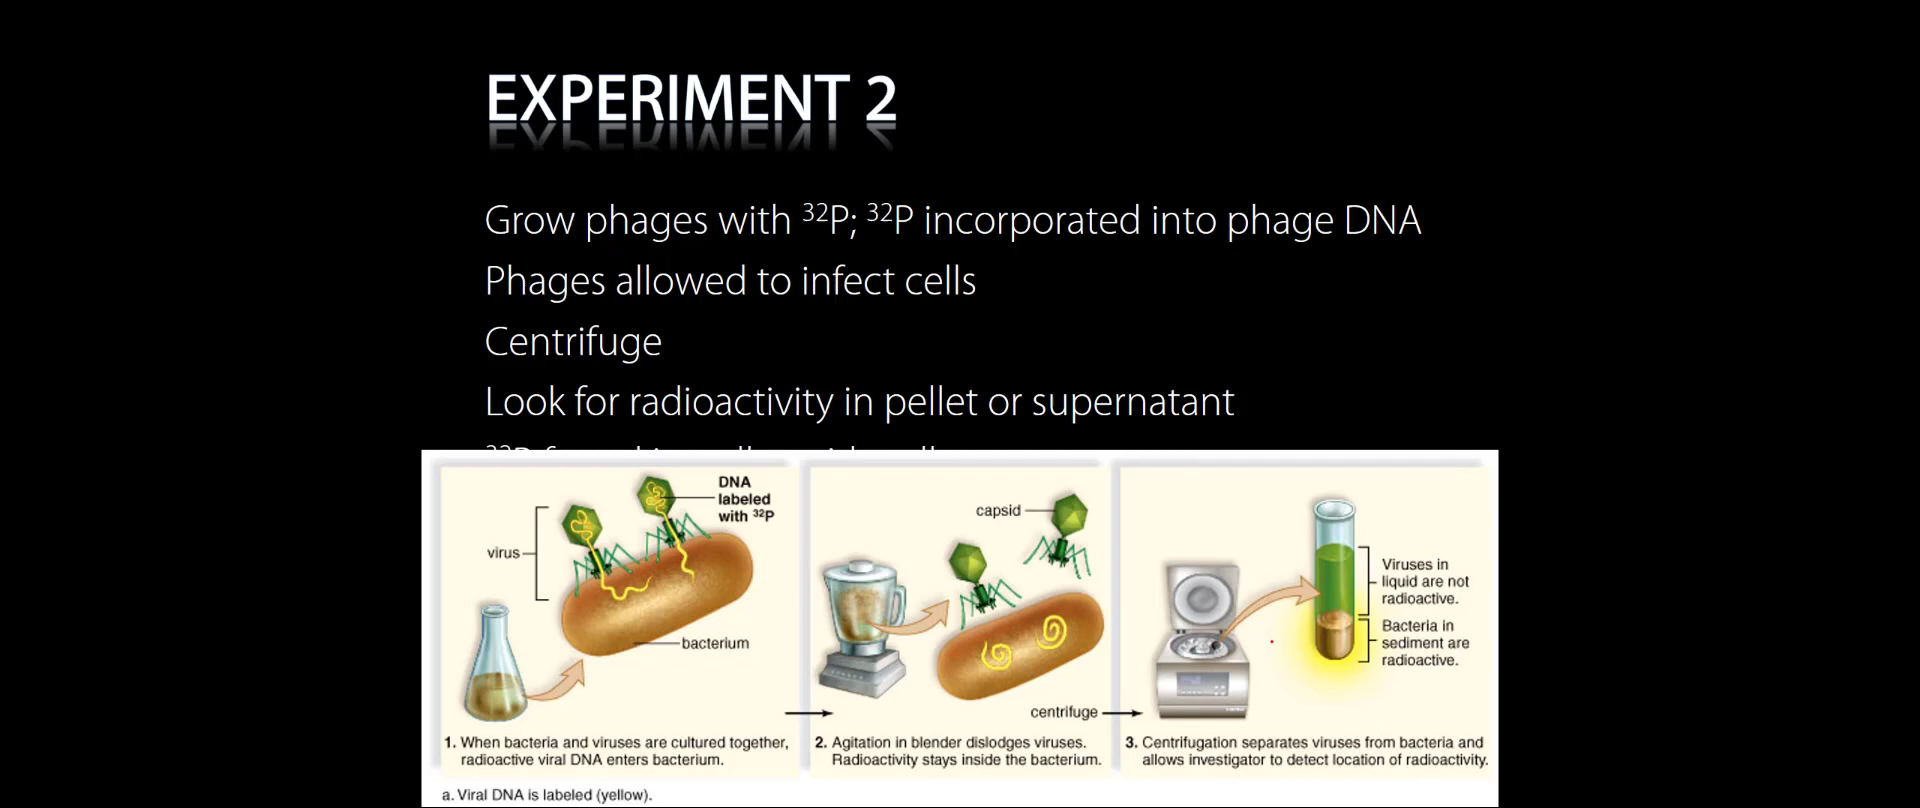 EXPERIMENT 2
Grow phages with ³²P; ³²P incorporated into phage DNA
Phages allowed to infect cells
Centrifuge
Look for radioactivity in pellet or supernatant
DNA
labeled
with ³²P
virus
bacterium
1. When bacteria and viruses are cultured together,
radioactive viral DNA enters bacterium.
capsid
centrifuge
2. Agitation in blender dislodges viruses.
Radioactivity stays inside the bacterium.
Viruses in
liquid are not
radioactive.
Bacteria in
sediment are
radioactive.
3. Centrifugation separates viruses from bacteria and
allows investigator to detect location of radioactivity.
a. Viral DNA is labeled (yellow).